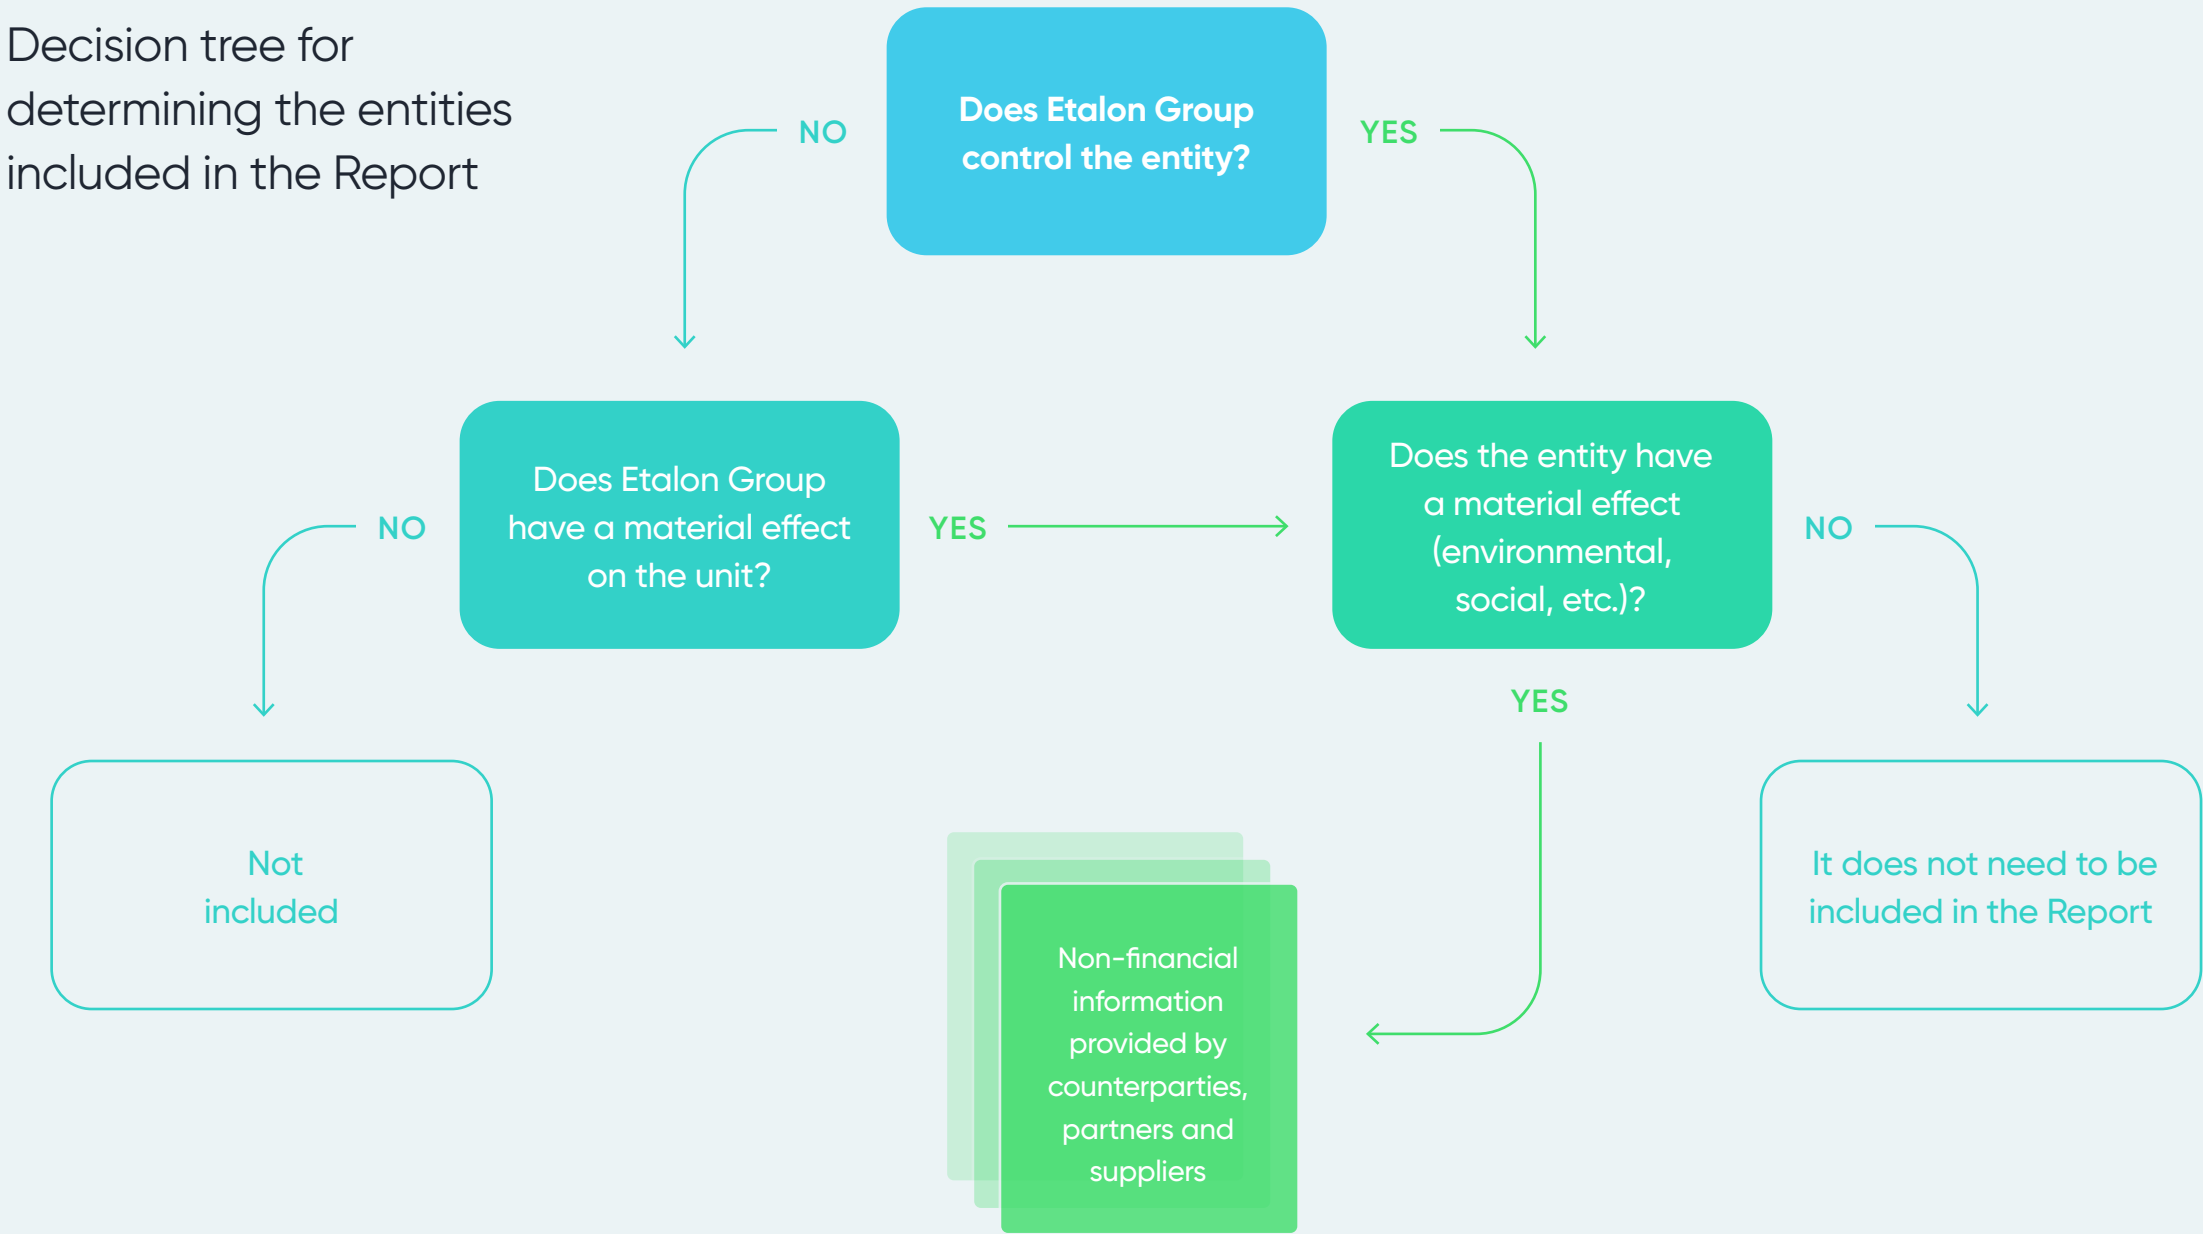 Decision tree for
determining the entities
included in the Report
Does Etalon Group
control the entity?
NO
YES
Does Etalon Group
have a material effect
on the unit?
NO
YES
Does the entity have
a material effect
(environmental,
social, etc.)?
NO
YES
Not
included
Non-financial
information
provided by
counterparties,
partners and
suppliers
It does not need to be
included in the Report